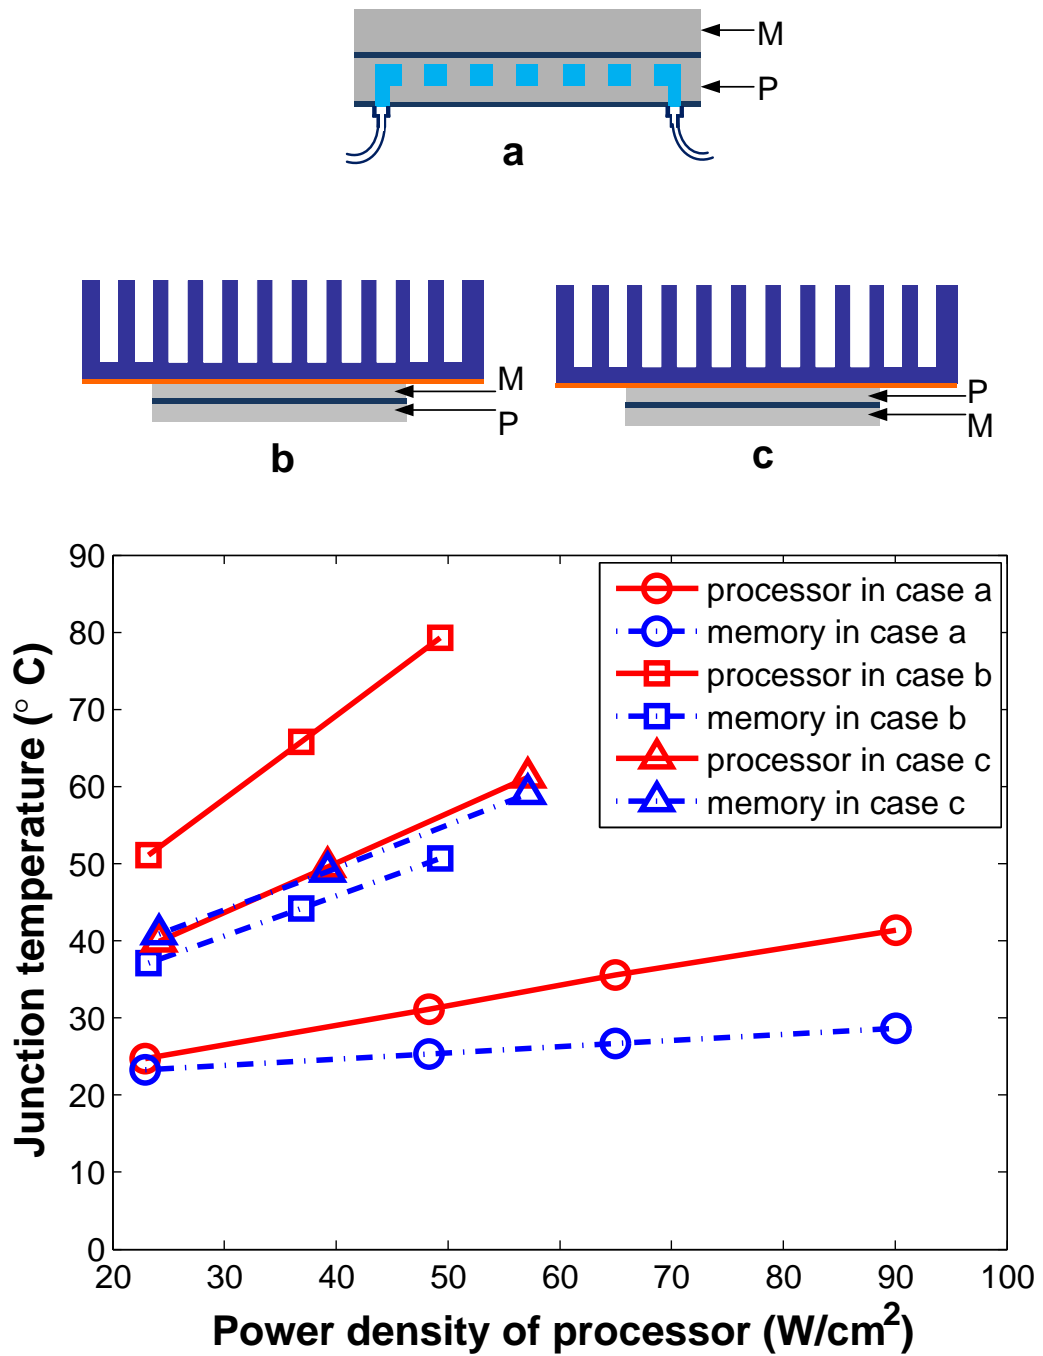 M
P
a
M
P
b
P
M
c
90
80
70
60
50
40
30
20
10
0
Junction temperature (° C)
processor in case a
memory in case a
processor in case b
memory in case b
processor in case c
memory in case c
20 30 40 50 60 70 80 90 100
Power density of processor (W/cm²)